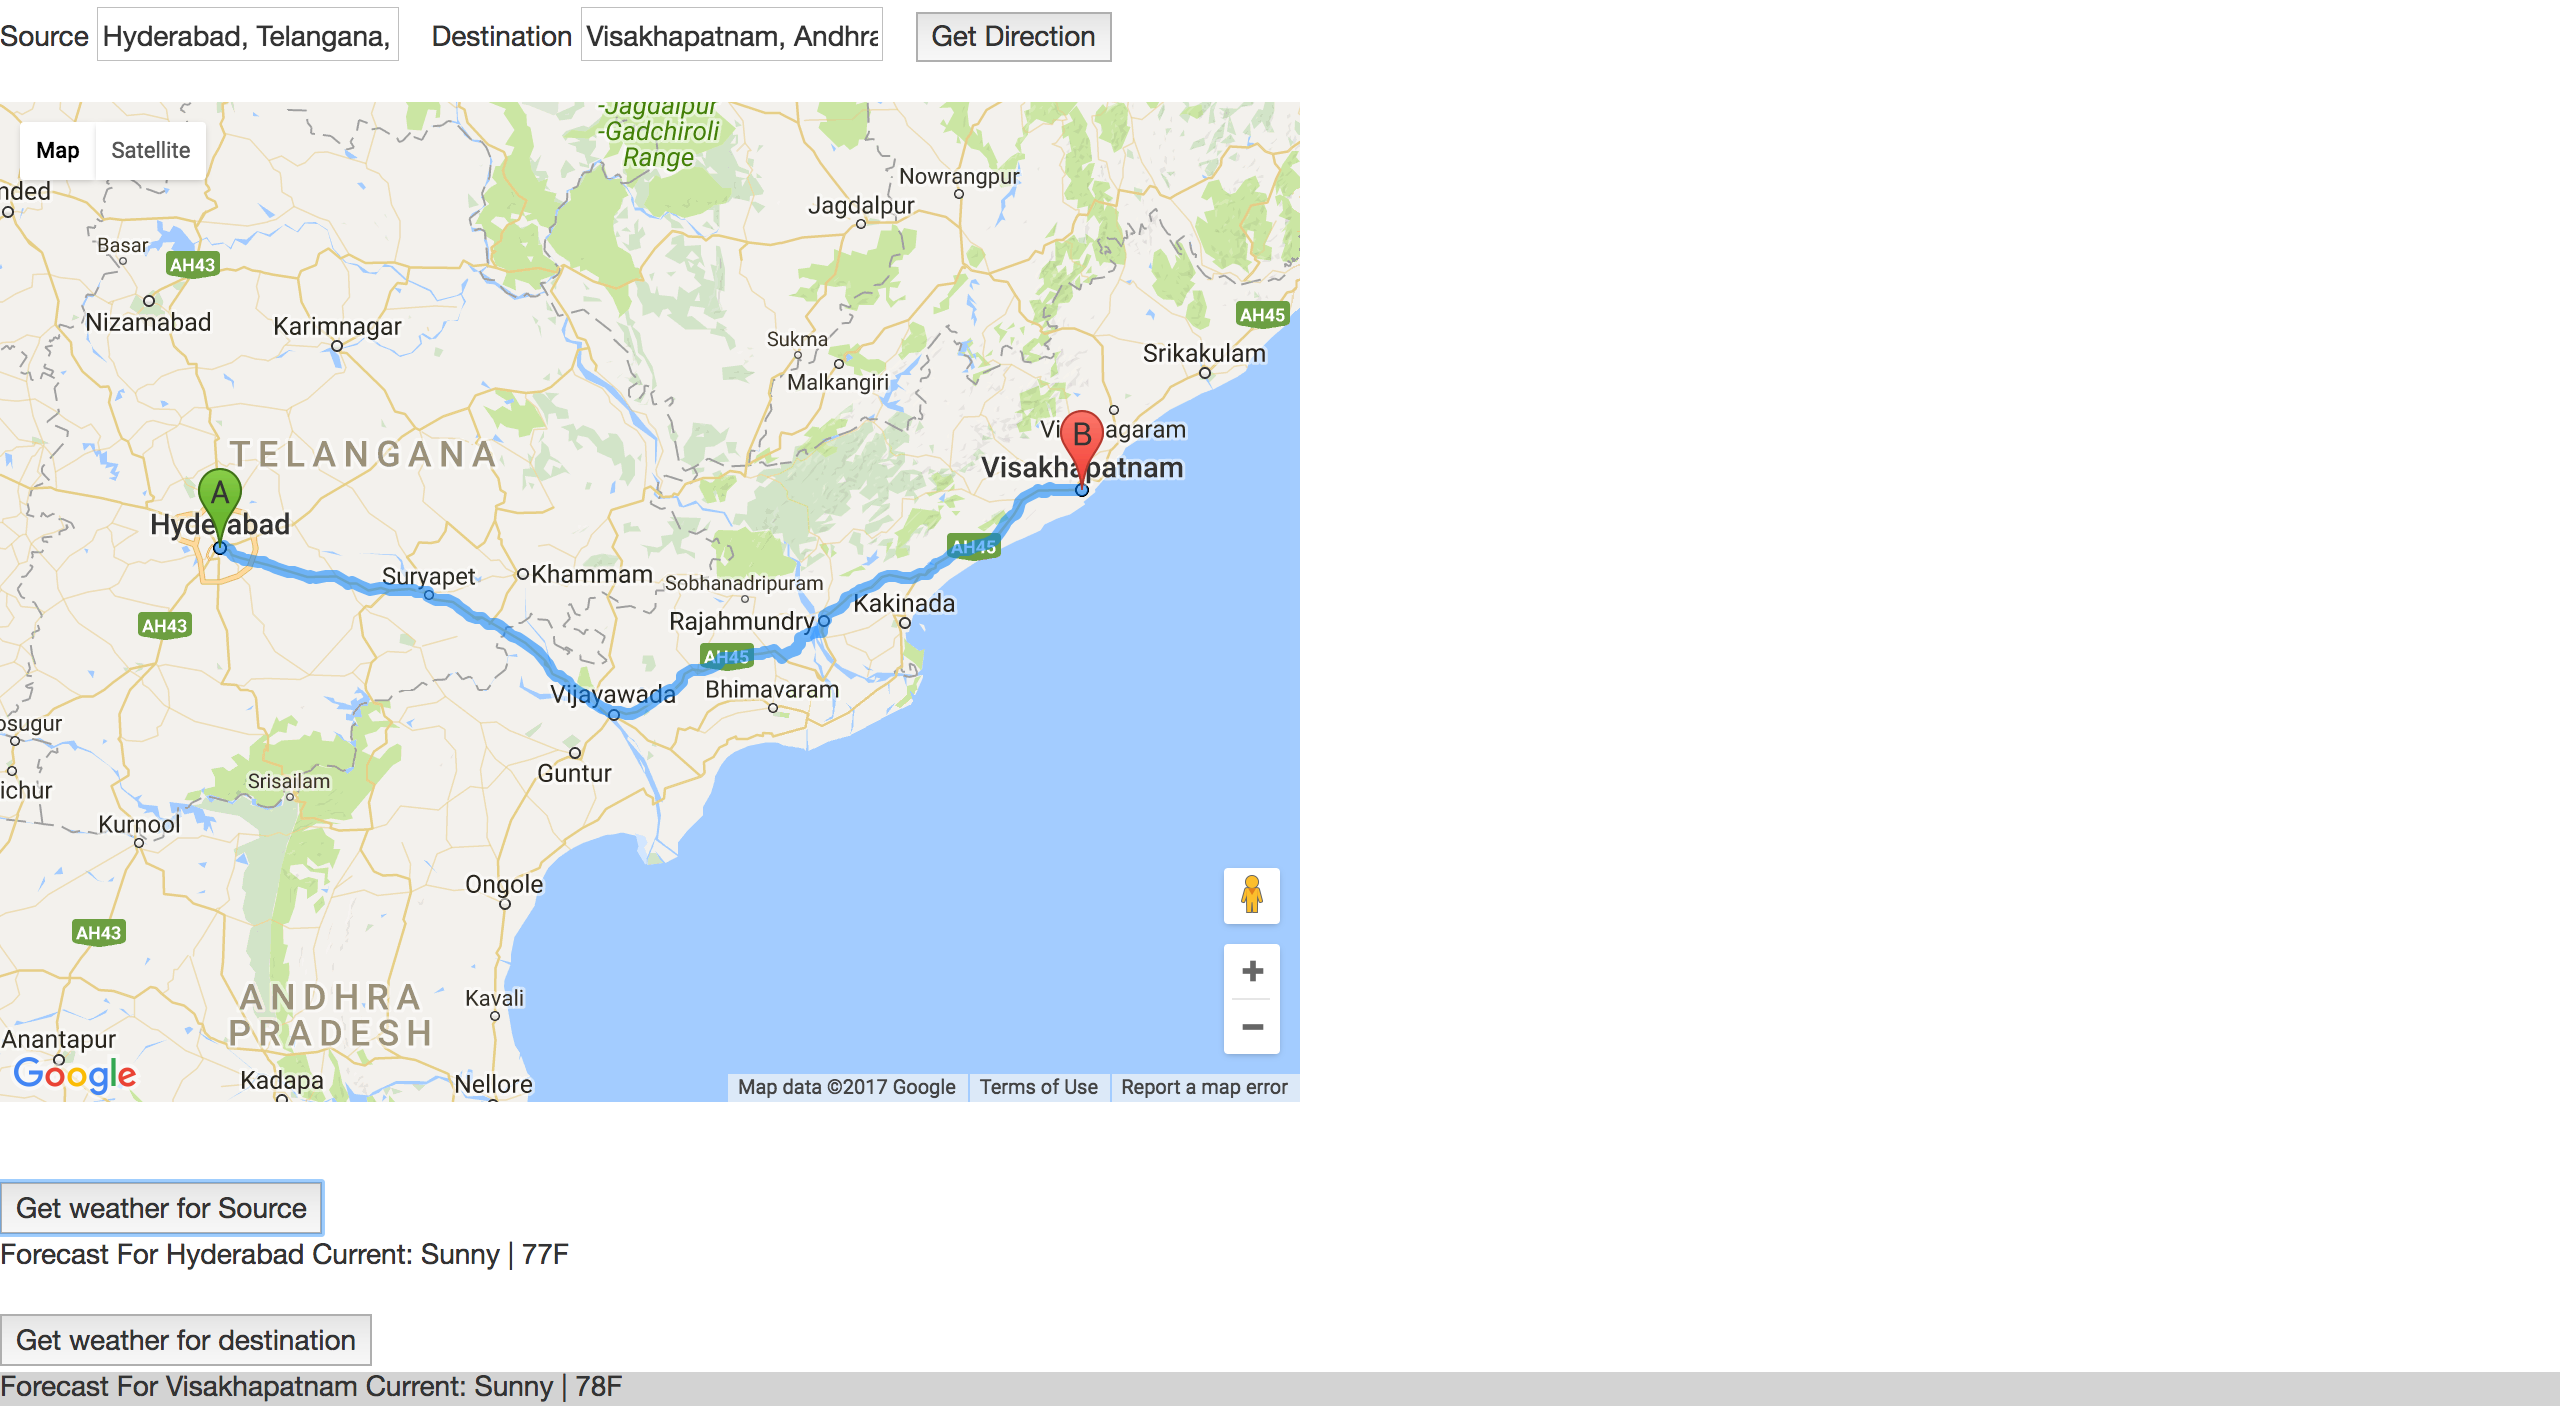 Source Hyderabad, Telangana, Destination Visakhapatnam, Andhra Get Direction
-Jagdalpur
-Gadchiroli
Range
Map Satellite
Nowrangpur
nded
Jagdalpur
Basar
AH43
AH45
Nizamabad
Karimnagar
Sukma
Srikakulam
Malkangiri
Vi agaram
TELANGANA
B
Visakhapatnam
A
Hyderabad
AH45
Suryapet
Khammam
Sobhanadripuram
Kakinada
AH43
Rajahmundry
AH45
Vijayawada
Bhimavaram
osugur
Guntur
Srisailam
ichur
Kurnool
Ongole
AH43
ANDHRA
PRADESH
Kavali
Anantapur
Google
Kadapa
Nellore
Map data ©2017 Google Terms of Use Report a map error
Get weather for Source
Forecast For Hyderabad Current: Sunny | 77F
Get weather for destination
Forecast For Visakhapatnam Current: Sunny | 78F